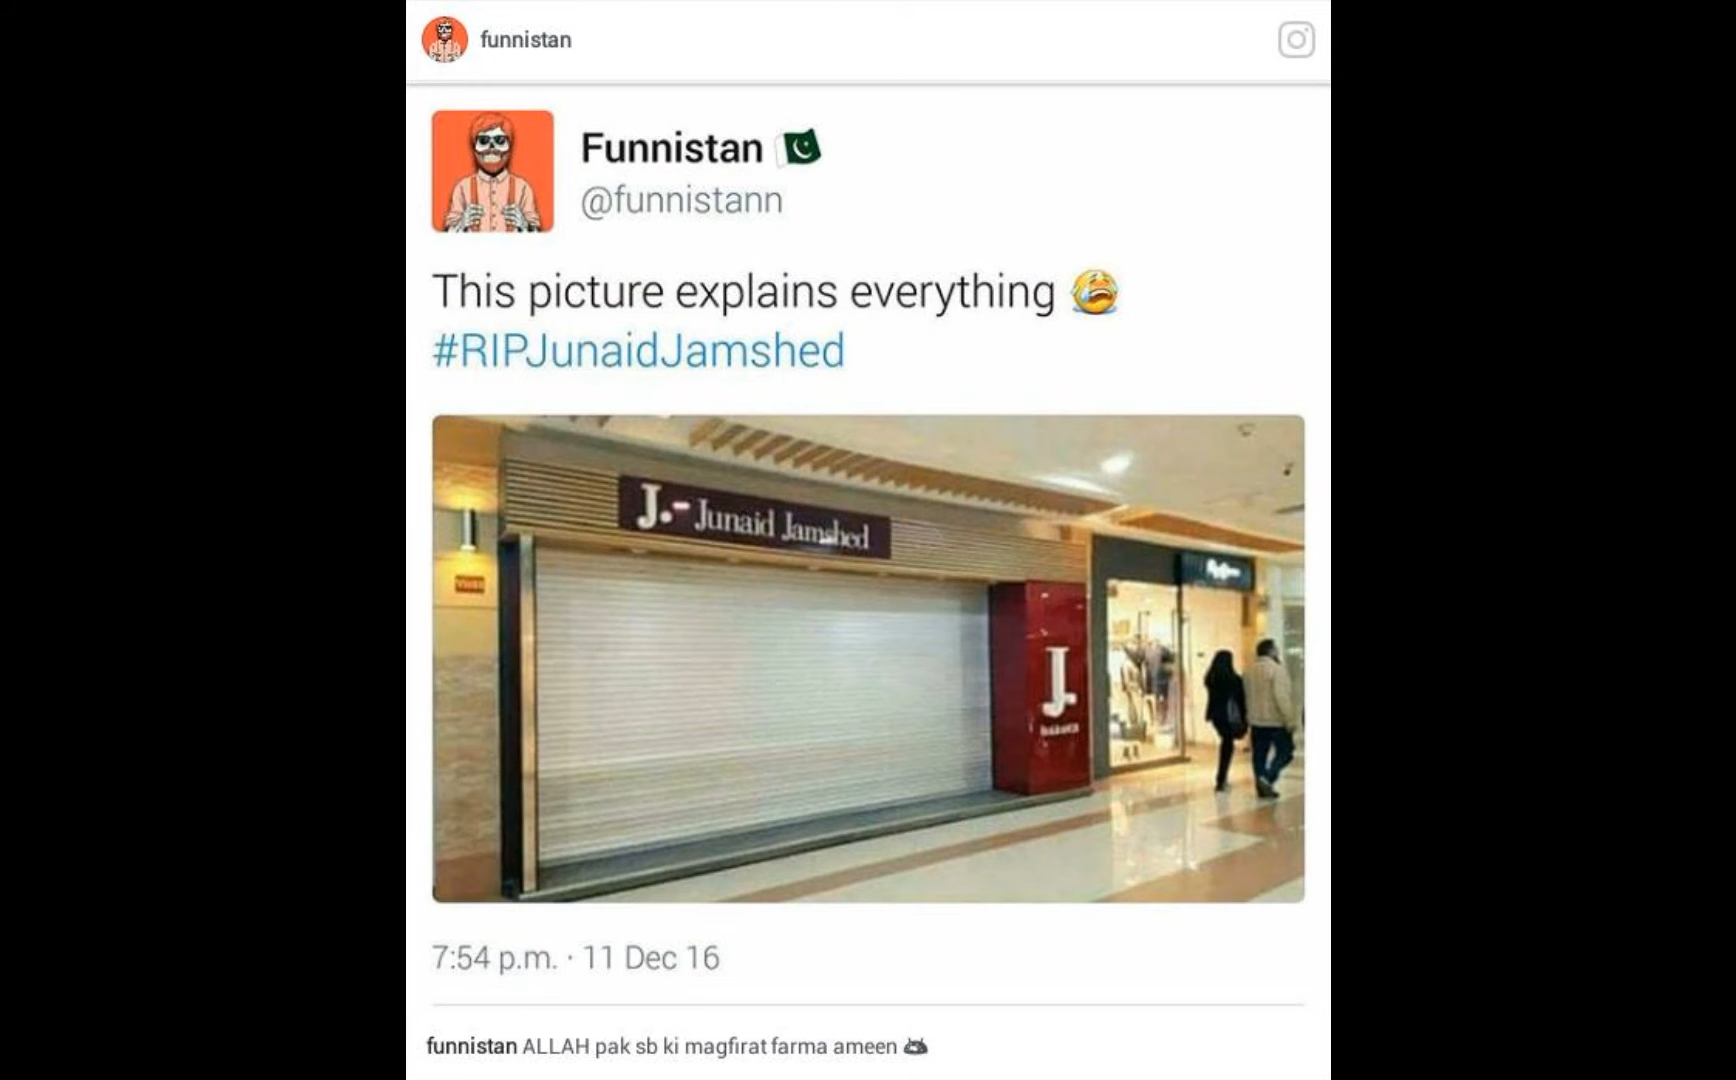 funnistan
Funnistan
@funnistann
This picture explains everything 😭
#RIPJunaidJamshed
J.- Junaid Jamshed
J.
7:54 p.m. · 11 Dec 16
funnistan ALLAH pak sb ki magfirat farma ameen